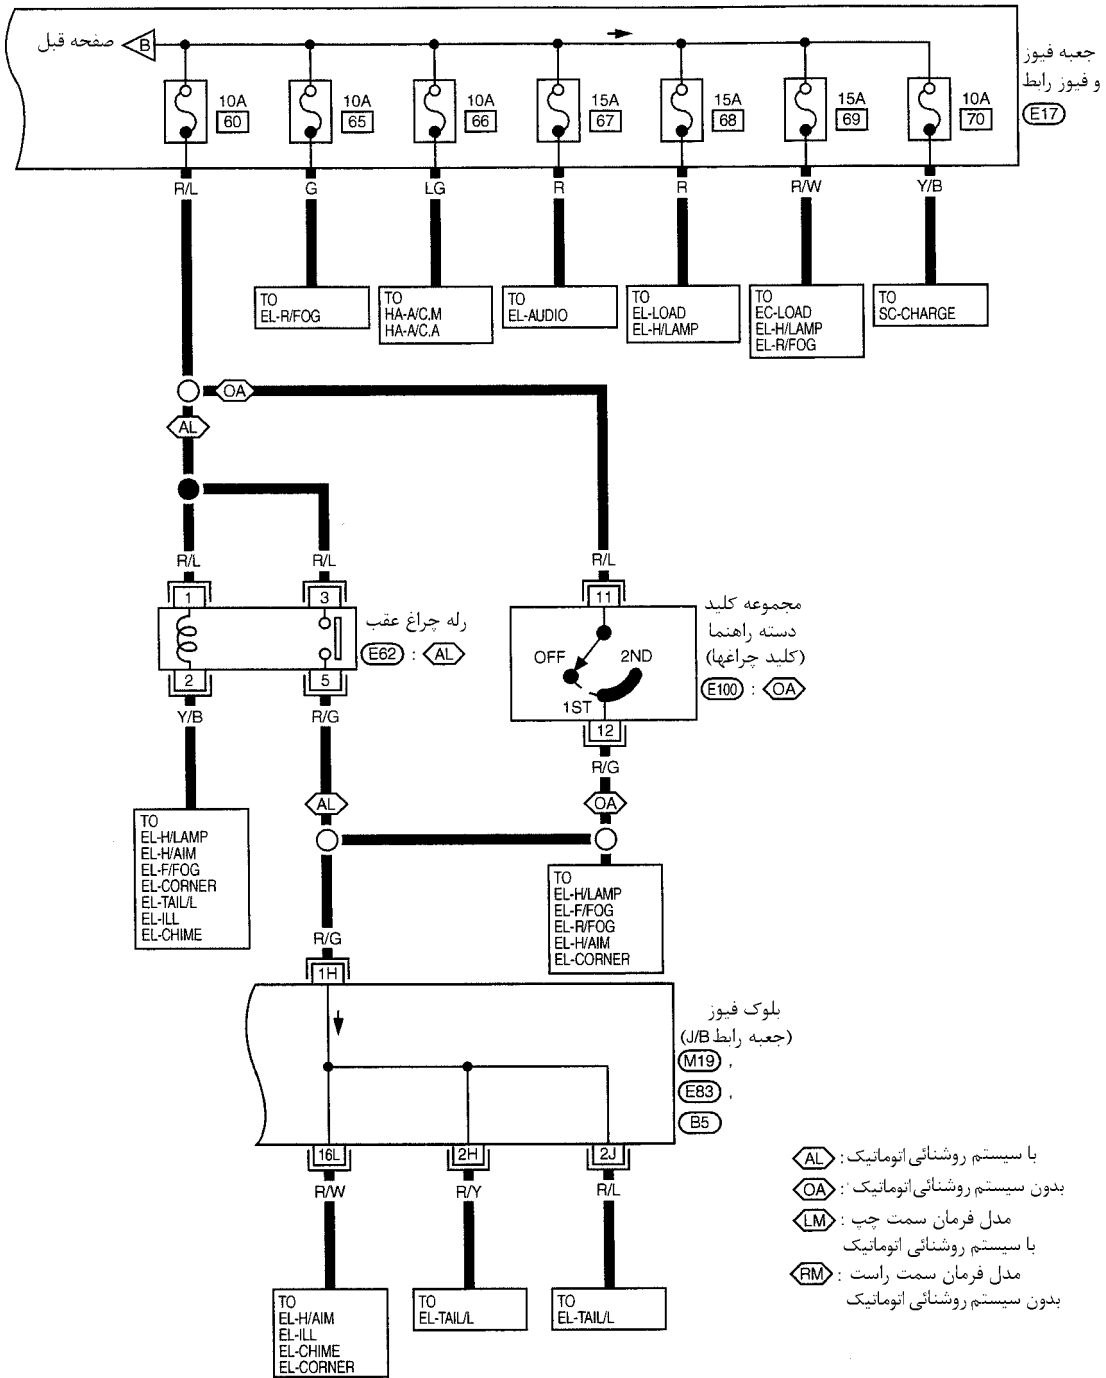 صفحه قبل
B
جعبه فیوز
و فیوز رابط
E17
10A
60
10A
65
10A
66
15A
67
15A
68
15A
69
10A
70
R/L
G
LG
R
R
R/W
Y/B
TO
EL-R/FOG
TO
HA-A/C.M
HA-A/C.A
TO
EL-AUDIO
TO
EL-LOAD
EL-H/LAMP
TO
EC-LOAD
EL-H/LAMP
EL-R/FOG
TO
SC-CHARGE
OA
AL
R/L
R/L
R/L
1
3
11
رله چراغ عقب
E62 : AL
مجموعه کلید
دسته راهنما
(کلید چراغها)
E100 : OA
OFF
2ND
1ST
2
5
12
Y/B
R/G
R/G
AL
OA
TO
EL-H/LAMP
EL-H/AIM
EL-F/FOG
EL-CORNER
EL-TAIL/L
EL-ILL
EL-CHIME
TO
EL-H/LAMP
EL-F/FOG
EL-R/FOG
EL-H/AIM
EL-CORNER
R/G
1H
بلوک فیوز
(جعبه رابط J/B)
M19 ,
E83 ,
B5
16L
2H
2J
R/W
R/Y
R/L
TO
EL-H/AIM
EL-ILL
EL-CHIME
EL-CORNER
TO
EL-TAIL/L
TO
EL-TAIL/L
AL : با سیستم روشنائی اتوماتیک
OA : بدون سیستم روشنائی اتوماتیک
LM : مدل فرمان سمت چپ
با سیستم روشنائی اتوماتیک
RM : مدل فرمان سمت راست
بدون سیستم روشنائی اتوماتیک